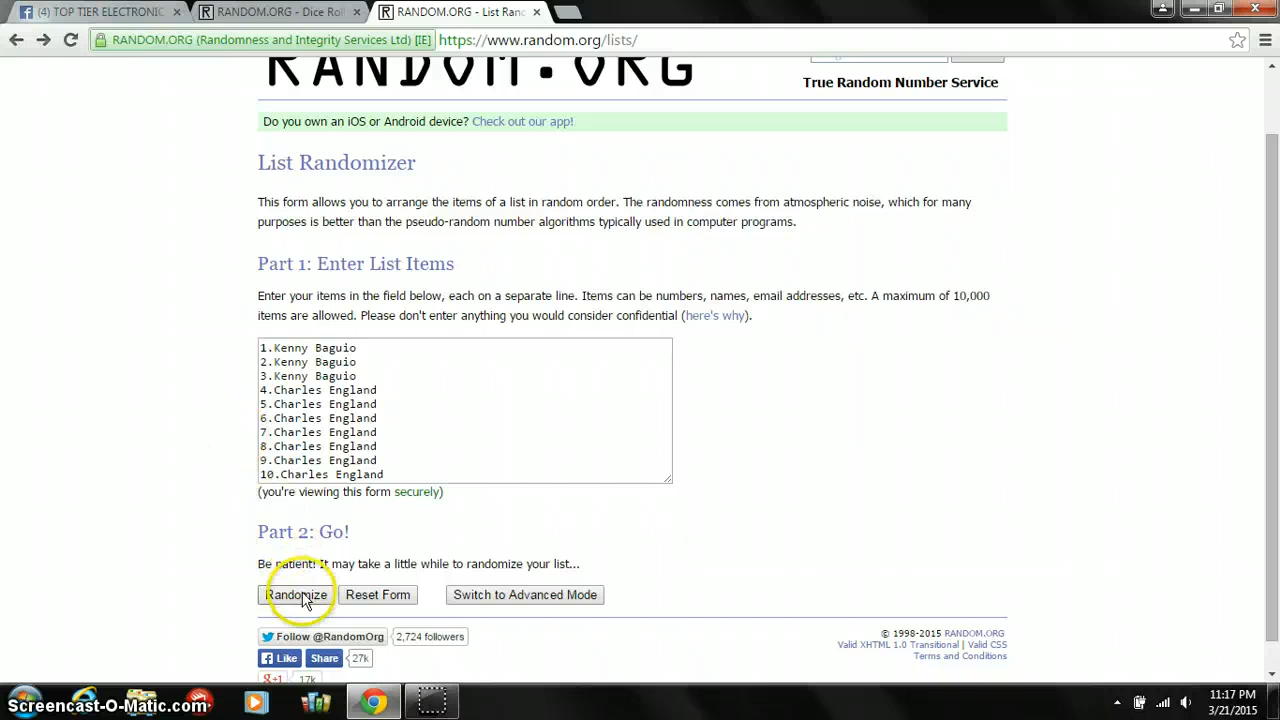 (4) TOP TIER ELECTRONIC
RANDOM.ORG - Dice Roll
RANDOM.ORG - List Rand
RANDOM.ORG (Randomness and Integrity Services Ltd) [IE]
https://www.random.org/lists/
RANDOM.ORG
True Random Number Service
Do you own an iOS or Android device? Check out our app!
List Randomizer
This form allows you to arrange the items of a list in random order. The randomness comes from atmospheric noise, which for many
purposes is better than the pseudo-random number algorithms typically used in computer programs.
Part 1: Enter List Items
Enter your items in the field below, each on a separate line. Items can be numbers, names, email addresses, etc. A maximum of 10,000
items are allowed. Please don't enter anything you would consider confidential (here's why).
1.Kenny Baguio
2.Kenny Baguio
3.Kenny Baguio
4.Charles England
5.Charles England
6.Charles England
7.Charles England
8.Charles England
9.Charles England
10.Charles England
(you're viewing this form securely)
Part 2: Go!
Be patient! It may take a little while to randomize your list...
Randomize
Reset Form
Switch to Advanced Mode
Follow @RandomOrg
2,724 followers
© 1998-2015 RANDOM.ORG
Valid XHTML 1.0 Transitional | Valid CSS
Terms and Conditions
Like
Share
27k
g+1
17k
Screencast-O-Matic.com
11:17 PM
3/21/2015